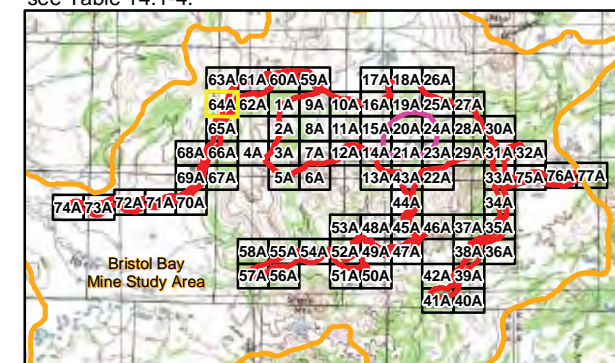 see Table 14.1-4.
63A 61A 60A 59A 17A 18A 26A
64A 62A 1A 9A 10A 16A 19A 25A 27A
65A 2A 8A 11A 15A 20A 24A 28A 30A
68A 66A 4A 3A 7A 12A 14A 21A 23A 29A 31A 32A
69A 67A 5A 6A 13A 43A 22A 33A 75A 76A 77A
74A 73A 72A 71A 70A 44A 34A
53A 48A 45A 46A 37A 35A
58A 55A 54A 52A 49A 47A 38A 36A
Bristol Bay
Mine Study Area
57A 56A 51A 50A 42A 39A
41A 40A